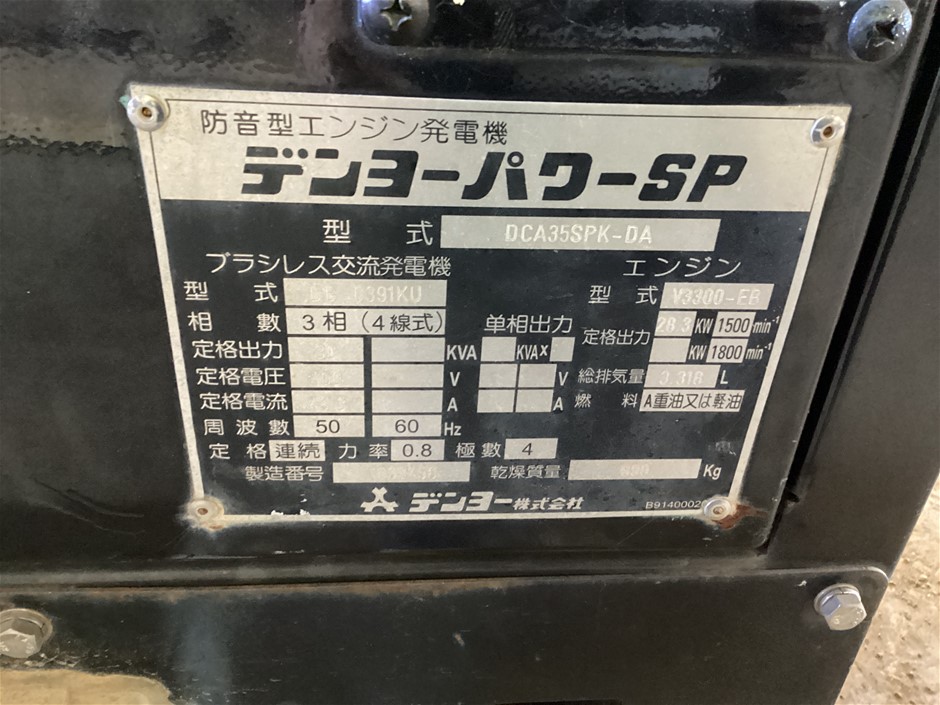 防音型エンジン発電機
デンヨーパワーSP
型式 DCA35SPK-DA
ブラシレス交流発電機 エンジン
型式 391KU 型式 V3300-EB
相数 3相(4線式) 単相出力 定格出力 28.3 KW 1500 min⁻¹
定格出力 KVA KVA× KW 1800 min⁻¹
定格電圧 V V 総排気量 3.318 L
定格電流 A A 燃料 A重油又は軽油
周波数 50 60 Hz
定格 連続 力率 0.8 極数 4
製造番号 乾燥質量 Kg
デンヨー株式会社 B9140002